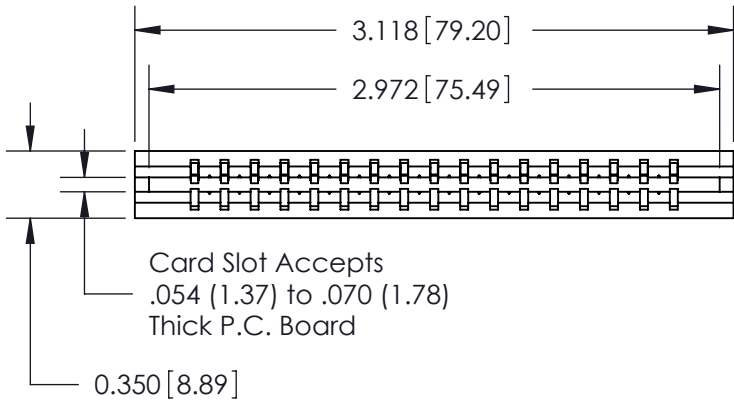 3.118[79.20]
2.972[75.49]
Card Slot Accepts
.054 (1.37) to .070 (1.78)
Thick P.C. Board
0.350[8.89]